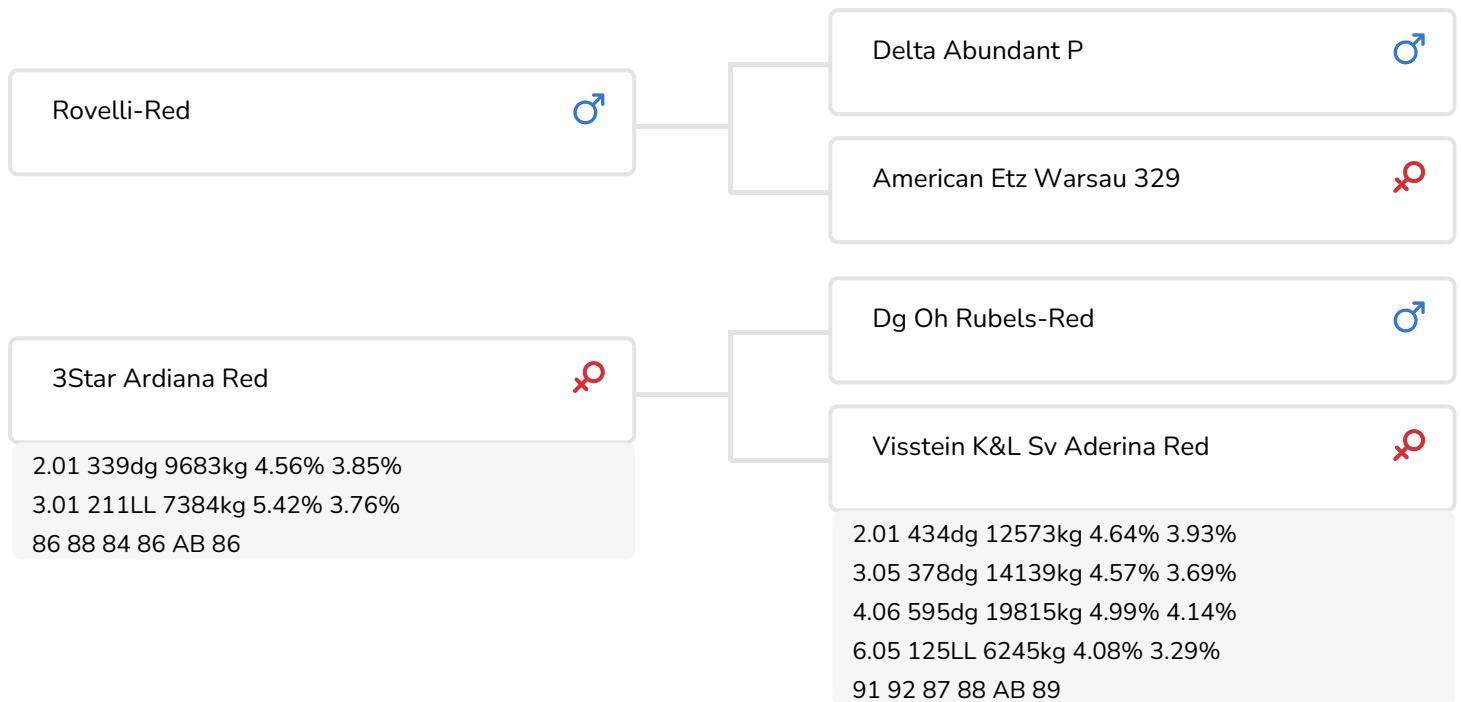 Rovelli-Red
Delta Abundant P
American Etz Warsau 329
3Star Ardiana Red
2.01 339dg 9683kg 4.56% 3.85%
3.01 211LL 7384kg 5.42% 3.76%
86 88 84 86 AB 86
Dg Oh Rubels-Red
Visstein K&L Sv Aderina Red
2.01 434dg 12573kg 4.64% 3.93%
3.05 378dg 14139kg 4.57% 3.69%
4.06 595dg 19815kg 4.99% 4.14%
6.05 125LL 6245kg 4.08% 3.29%
91 92 87 88 AB 89